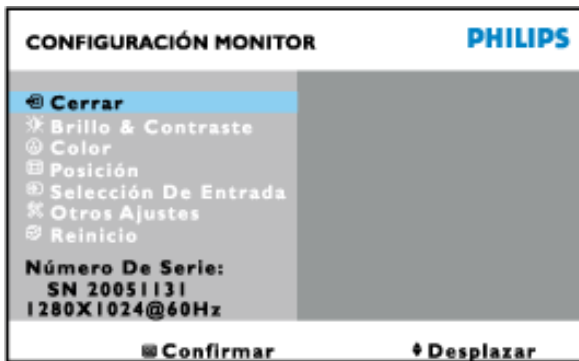 CONFIGURACIÓN MONITOR
PHILIPS
Cerrar
Brillo & Contraste
Color
Posición
Selección De Entrada
Otros Ajustes
Reinicio
Número De Serie:
SN 20051131
1280X1024@60Hz
Confirmar
Desplazar